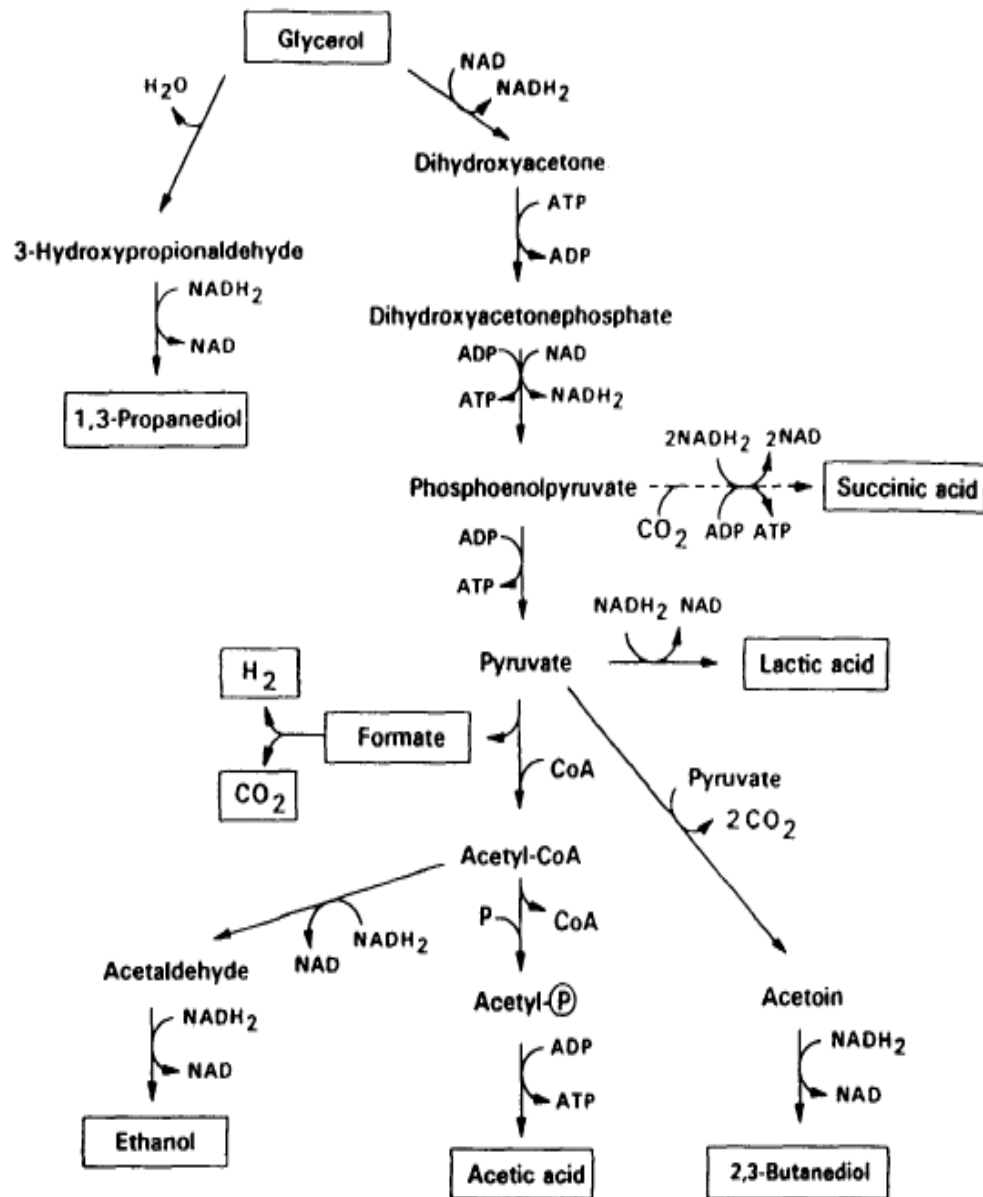 Glycerol
NAD
NADH2
H2O
Dihydroxyacetone
ATP
ADP
3-Hydroxypropionaldehyde
NADH2
NAD
Dihydroxyacetonephosphate
ADP NAD
ATP NADH2
1,3-Propanediol
2NADH2 2NAD
Phosphoenolpyruvate
Succinic acid
CO2 ADP ATP
ADP
ATP
NADH2 NAD
Pyruvate
Lactic acid
H2
Formate
CO2
CoA
Pyruvate
2CO2
Acetyl-CoA
P
CoA
NADH2
NAD
Acetaldehyde
Acetyl-P
Acetoin
NADH2
NAD
ADP
ATP
NADH2
NAD
Ethanol
Acetic acid
2,3-Butanediol